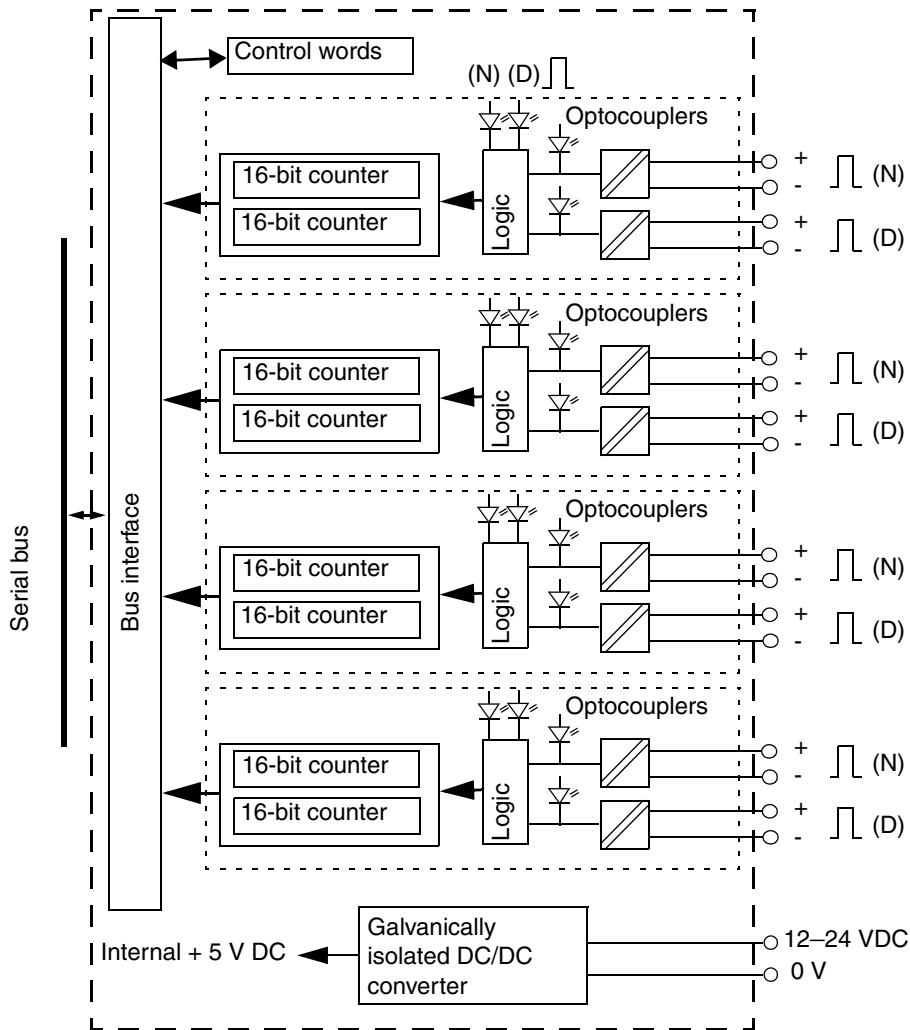 Control words
(N) (D)
Optocouplers
16-bit counter
16-bit counter
Logic
+
- (N)
+
- (D)
Optocouplers
16-bit counter
16-bit counter
Logic
+
- (N)
+
- (D)
Serial bus
Bus interface
Optocouplers
16-bit counter
16-bit counter
Logic
+
- (N)
+
- (D)
Optocouplers
16-bit counter
16-bit counter
Logic
+
- (N)
+
- (D)
Internal + 5 V DC
Galvanically
isolated DC/DC
converter
12–24 VDC
0 V